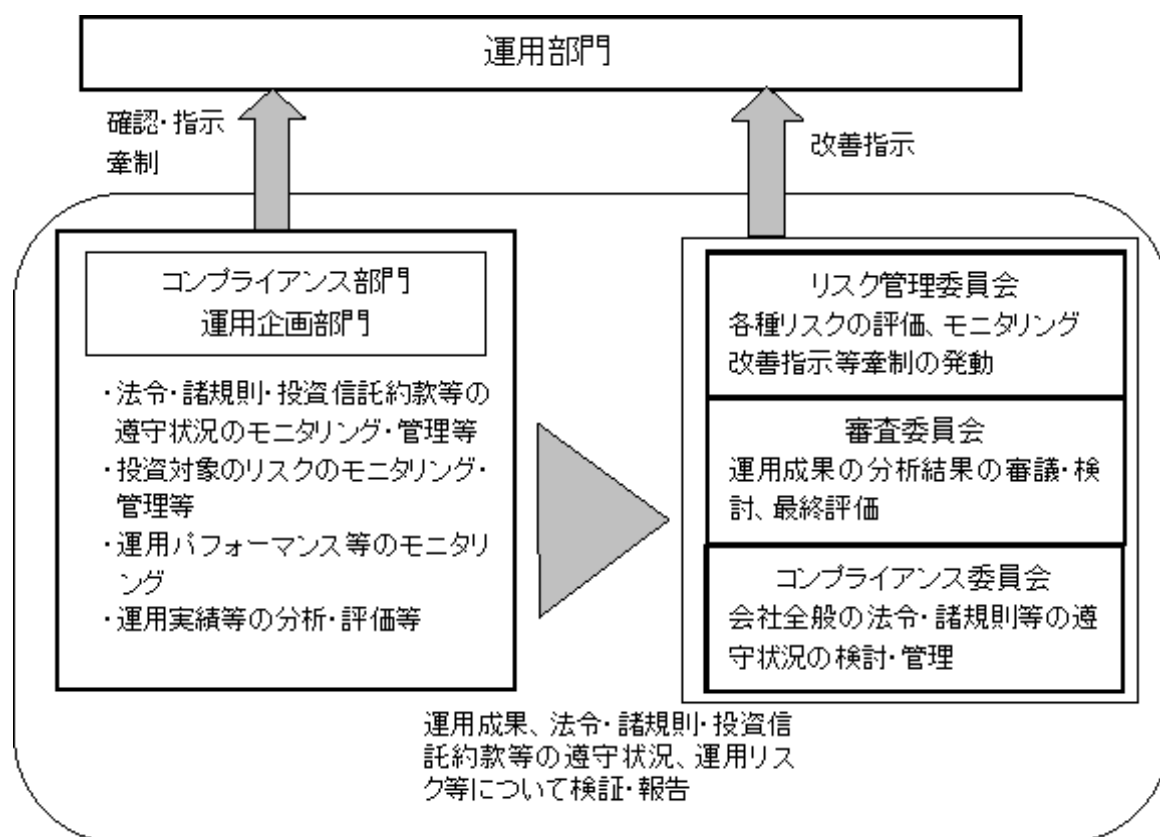 運用部門
確認・指示
牽制
改善指示
コンプライアンス部門
運用企画部門
・法令・諸規則・投資信託約款等の
遵守状況のモニタリング・管理等
・投資対象のリスクのモニタリング・
管理等
・運用パフォーマンス等のモニタリ
ング
・運用実績等の分析・評価等
リスク管理委員会
各種リスクの評価、モニタリング
改善指示等牽制の発動
審査委員会
運用成果の分析結果の審議・検
討、最終評価
コンプライアンス委員会
会社全般の法令・諸規則等の遵
守状況の検討・管理
運用成果、法令・諸規則・投資信
託約款等の遵守状況、運用リス
ク等について検証・報告